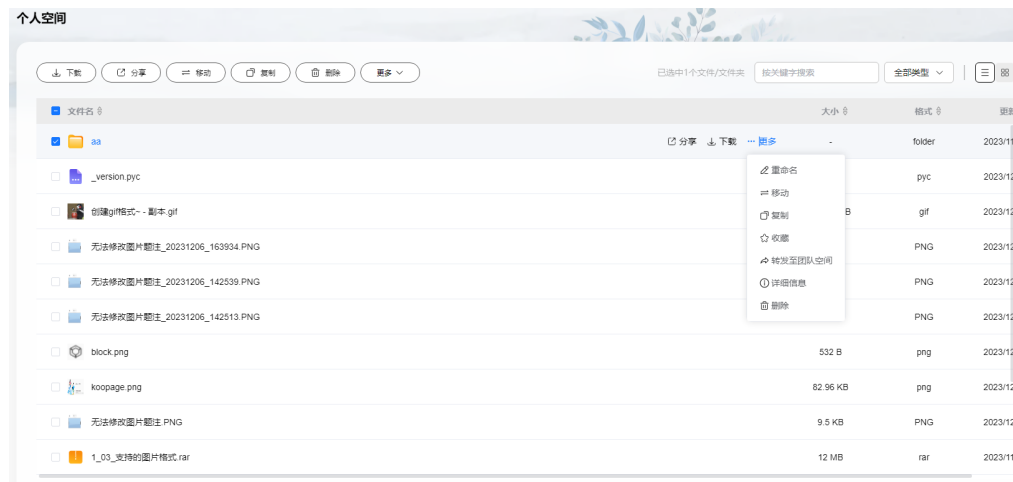 个人空间
下载 分享 移动 复制 删除 更多 已选中1个文件/文件夹 按关键字搜索 全部类型
文件名 大小 格式 更新
aa 分享 下载 ··· 更多 - folder 2023/11
_version.pyc 重命名 pyc 2023/12
移动
创建gif格式~ - 副本.gif 复制 B gif 2023/12
无法修改图片题注_20231206_163934.PNG 收藏 PNG 2023/12
转发至团队空间
无法修改图片题注_20231206_142539.PNG 详细信息 PNG 2023/12
无法修改图片题注_20231206_142513.PNG 删除 PNG 2023/12
block.png 532 B png 2023/12
koopage.png 82.96 KB png 2023/12
无法修改图片题注.PNG 9.5 KB PNG 2023/12
1_03_支持的图片格式.rar 12 MB rar 2023/11